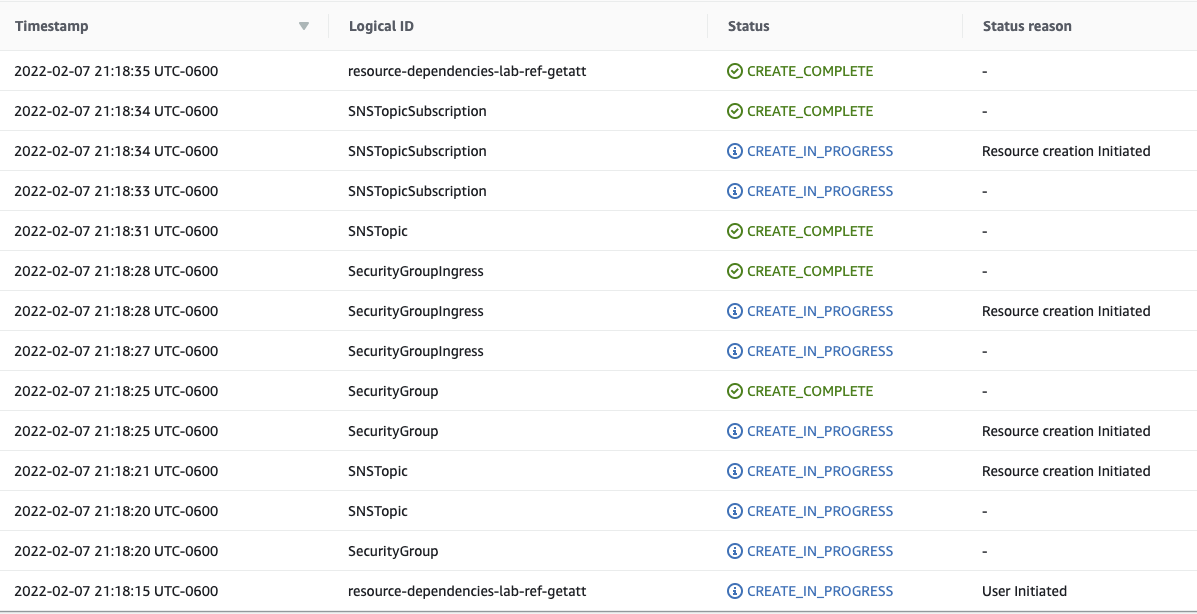 Timestamp Logical ID Status Status reason
2022-02-07 21:18:35 UTC-0600 resource-dependencies-lab-ref-getatt CREATE_COMPLETE -
2022-02-07 21:18:34 UTC-0600 SNSTopicSubscription CREATE_COMPLETE -
2022-02-07 21:18:34 UTC-0600 SNSTopicSubscription CREATE_IN_PROGRESS Resource creation Initiated
2022-02-07 21:18:33 UTC-0600 SNSTopicSubscription CREATE_IN_PROGRESS -
2022-02-07 21:18:31 UTC-0600 SNSTopic CREATE_COMPLETE -
2022-02-07 21:18:28 UTC-0600 SecurityGroupIngress CREATE_COMPLETE -
2022-02-07 21:18:28 UTC-0600 SecurityGroupIngress CREATE_IN_PROGRESS Resource creation Initiated
2022-02-07 21:18:27 UTC-0600 SecurityGroupIngress CREATE_IN_PROGRESS -
2022-02-07 21:18:25 UTC-0600 SecurityGroup CREATE_COMPLETE -
2022-02-07 21:18:25 UTC-0600 SecurityGroup CREATE_IN_PROGRESS Resource creation Initiated
2022-02-07 21:18:21 UTC-0600 SNSTopic CREATE_IN_PROGRESS Resource creation Initiated
2022-02-07 21:18:20 UTC-0600 SNSTopic CREATE_IN_PROGRESS -
2022-02-07 21:18:20 UTC-0600 SecurityGroup CREATE_IN_PROGRESS -
2022-02-07 21:18:15 UTC-0600 resource-dependencies-lab-ref-getatt CREATE_IN_PROGRESS User Initiated